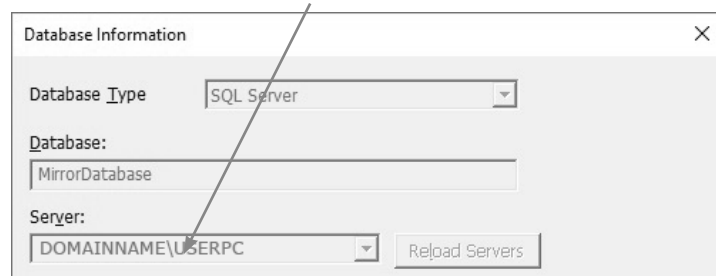 Database Information
Database Type SQL Server
Database:
MirrorDatabase
Server:
DOMAINNAME\USERPC Reload Servers